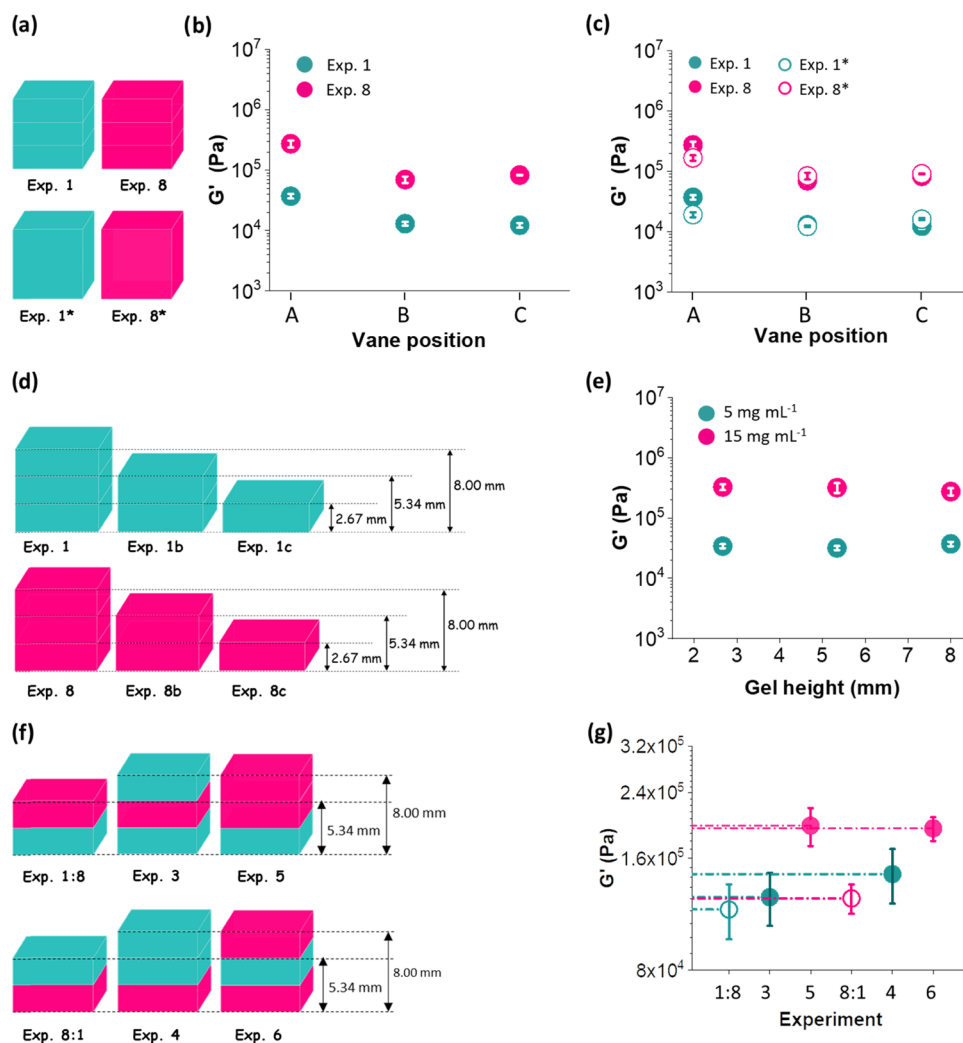 (a)
Exp. 1
Exp. 8
Exp. 1*
Exp. 8*
(b)
10⁷
10⁶
10⁵
10⁴
10³
G' (Pa)
Exp. 1
Exp. 8
A
B
C
Vane position
(c)
10⁷
10⁶
10⁵
10⁴
10³
G' (Pa)
Exp. 1
Exp. 8
Exp. 1*
Exp. 8*
A
B
C
Vane position
(d)
8.00 mm
5.34 mm
2.67 mm
Exp. 1
Exp. 1b
Exp. 1c
8.00 mm
5.34 mm
2.67 mm
Exp. 8
Exp. 8b
Exp. 8c
(e)
10⁷
10⁶
10⁵
10⁴
10³
G' (Pa)
5 mg mL⁻¹
15 mg mL⁻¹
2 3 4 5 6 7 8
Gel height (mm)
(f)
8.00 mm
5.34 mm
Exp. 1:8
Exp. 3
Exp. 5
8.00 mm
5.34 mm
Exp. 8:1
Exp. 4
Exp. 6
(g)
3.2x10⁵
2.4x10⁵
1.6x10⁵
8x10⁴
G' (Pa)
1:8 3 5 8:1 4 6
Experiment